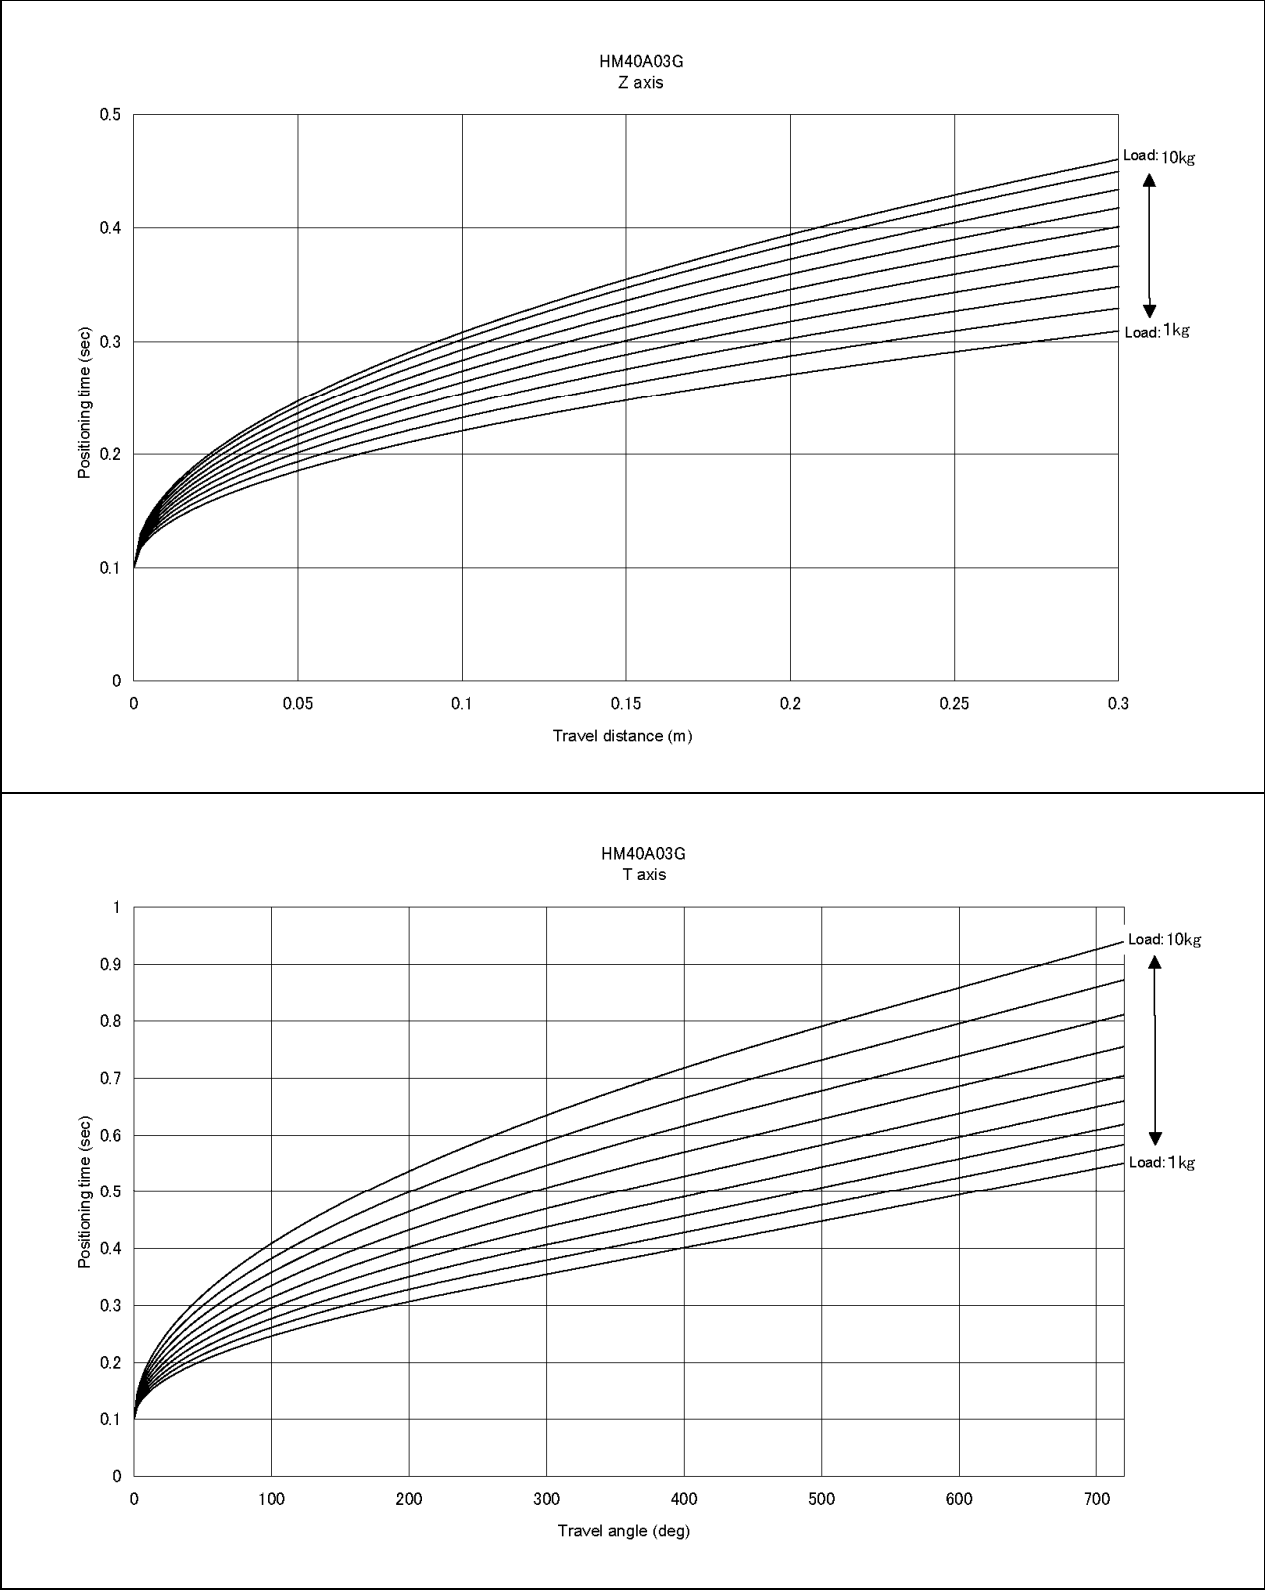 HM40A03G
Z axis
0.5
Load: 10kg
0.4
Positioning time (sec)
0.3
Load: 1kg
0.2
0.1
0
0 0.05 0.1 0.15 0.2 0.25 0.3
Travel distance (m)
HM40A03G
T axis
1
Load: 10kg
0.9
0.8
0.7
0.6
Positioning time (sec)
Load: 1kg
0.5
0.4
0.3
0.2
0.1
0
0 100 200 300 400 500 600 700
Travel angle (deg)